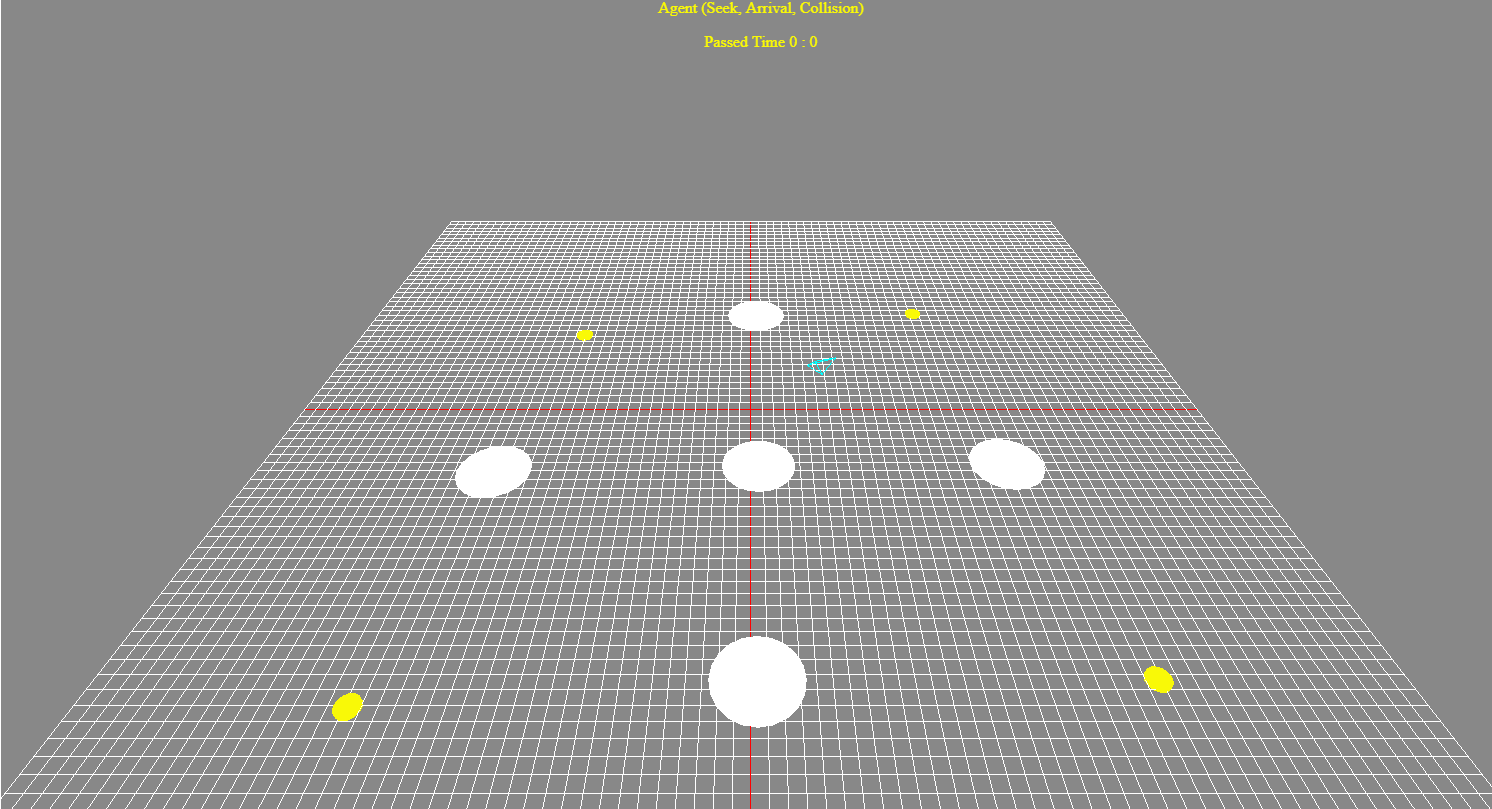 Agent (Seek, Arrival, Collision)
Passed Time 0 : 0